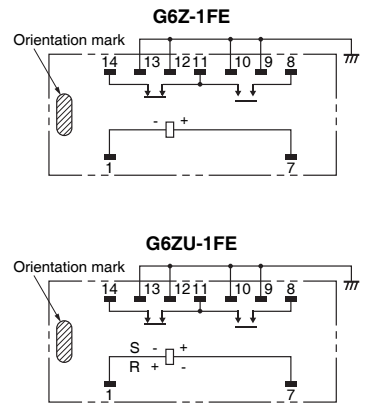 G6Z-1FE
Orientation mark
14 13 12 11 10 9 8
- +
1 7
G6ZU-1FE
Orientation mark
14 13 12 11 10 9 8
S - +
R + -
1 7